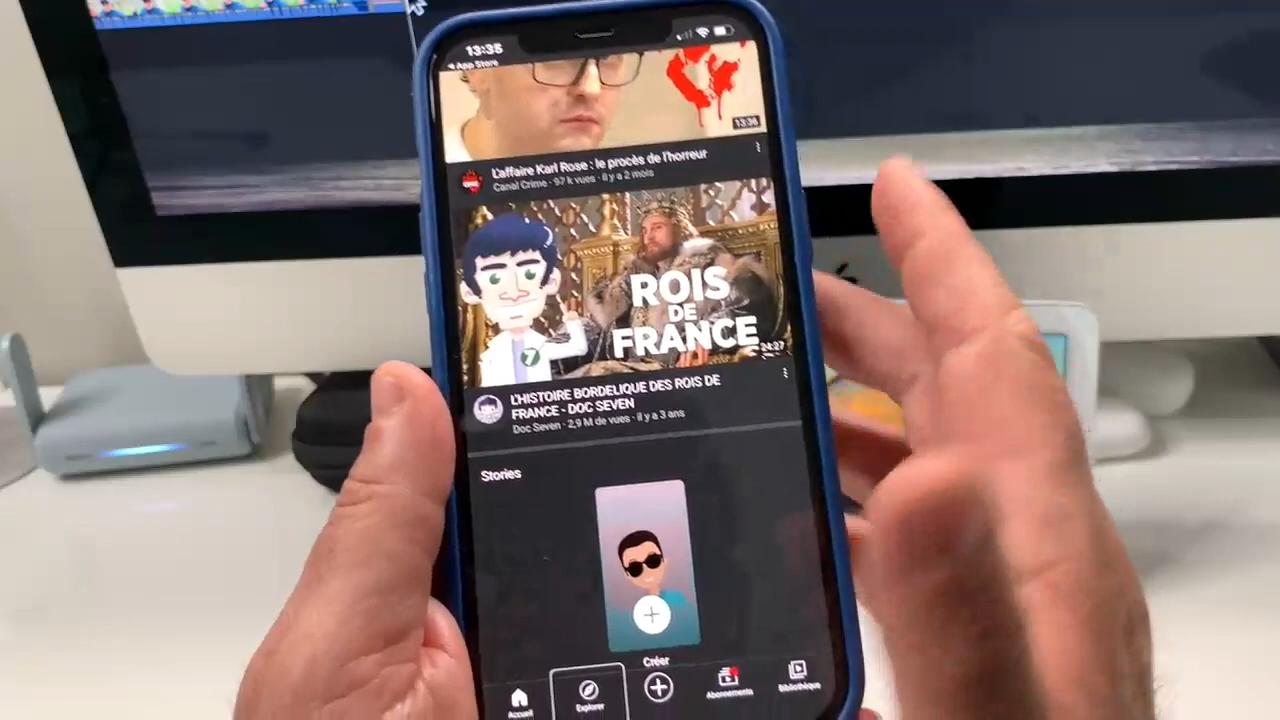 13:35
App Store
13:36
L'affaire Karl Rose : le procès de l'horreur
Canal Crime · 97 k vues · il y a 2 mois
ROIS
DE
FRANCE
7
24:27
L'HISTOIRE BORDELIQUE DES ROIS DE
FRANCE - DOC SEVEN
Doc Seven · 2,9 M de vues · il y a 3 ans
Stories
Créer
Accueil
Explorer
Abonnements
Bibliothèque